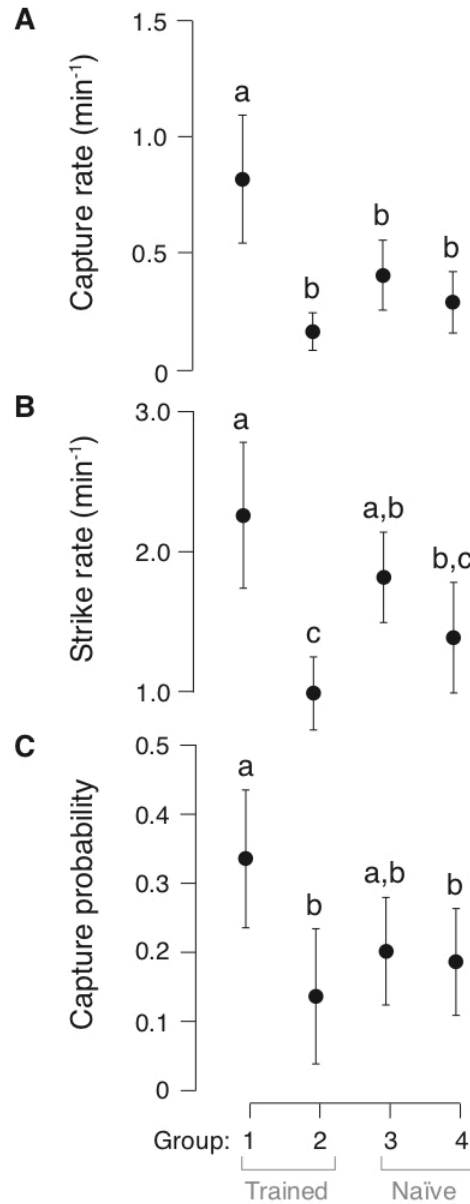 A
Capture rate (min⁻¹)
1.5
1.0
0.5
0
a
b
b
b
B
Strike rate (min⁻¹)
3.0
2.0
1.0
a
c
a,b
b,c
C
Capture probability
0.5
0.4
0.3
0.2
0.1
0
a
b
a,b
b
Group: 1 2 3 4
Trained Naïve